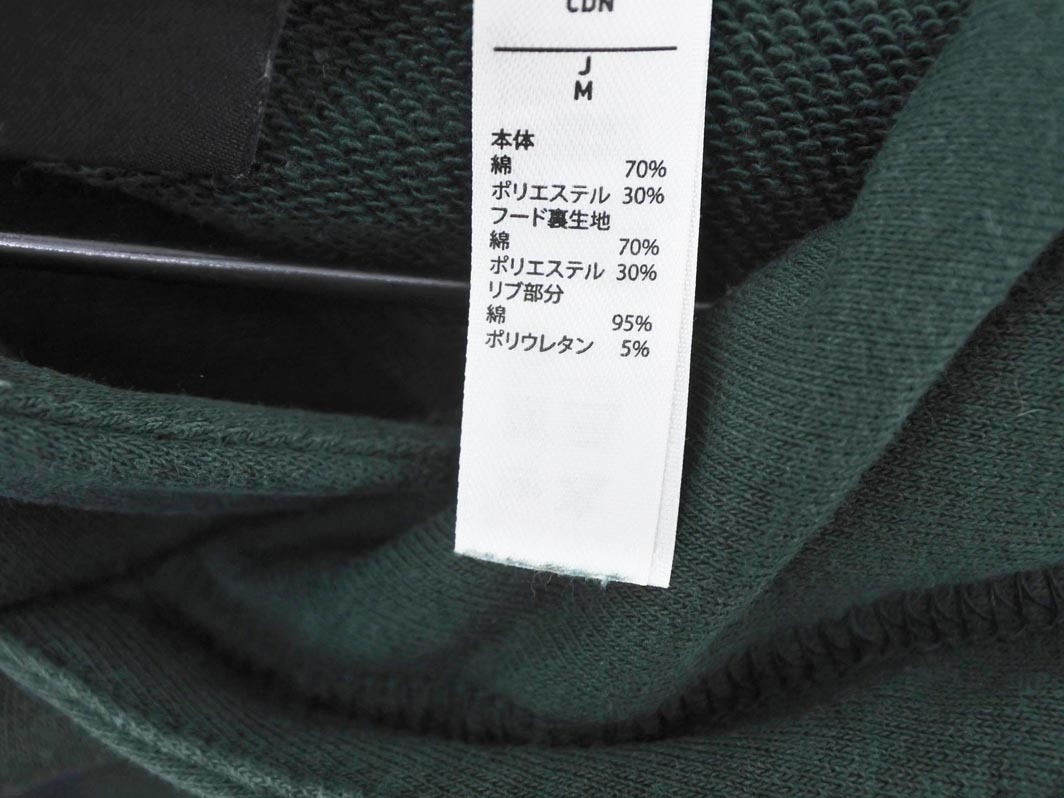 CDN
J
M
本体
綿 70%
ポリエステル 30%
フード裏生地
綿 70%
ポリエステル 30%
リブ部分
綿 95%
ポリウレタン 5%